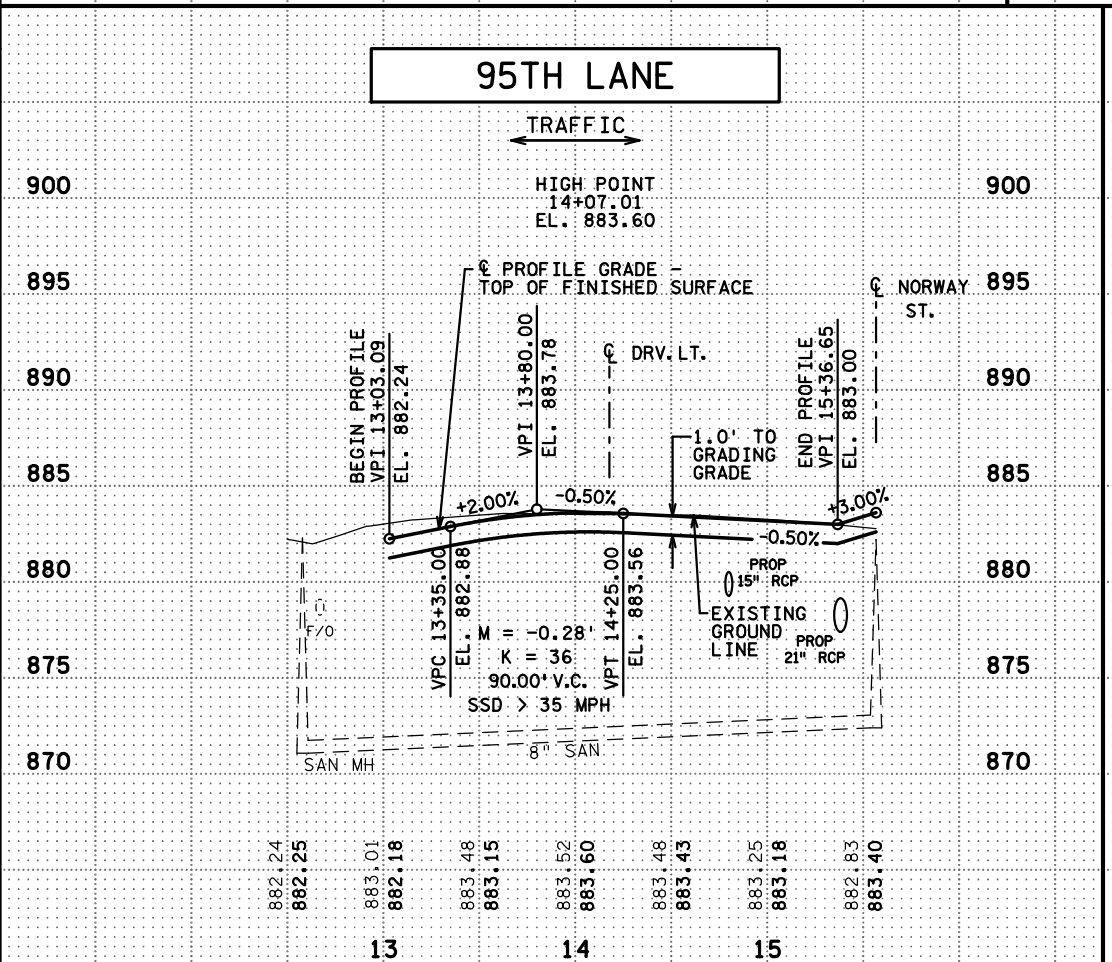 95TH LANE
TRAFFIC
HIGH POINT
14+07.01
EL. 883.60
900
900
895
℄ PROFILE GRADE -
TOP OF FINISHED SURFACE
℄ NORWAY
ST.
895
890
BEGIN PROFILE
VPI 13+03.09
EL. 882.24
VPI 13+80.00
EL. 883.78
℄ DRV.LT.
END PROFILE
VPI 15+36.65
EL. 883.00
890
885
1.0' TO
GRADING
GRADE
885
+2.00%
-0.50%
+3.00%
-0.50%
880
VPC 13+35.00
EL. 882.88
VPT 14+25.00
EL. 883.56
PROP
15" RCP
880
F/O
M = -0.28'
K = 36
90.00' V.C.
SSD > 35 MPH
EXISTING
GROUND
LINE
PROP
21" RCP
875
875
870
SAN MH
8" SAN
870
882.24
882.25
883.01
882.18
883.48
883.15
883.52
883.60
883.48
883.43
883.25
883.18
882.83
883.40
13
14
15